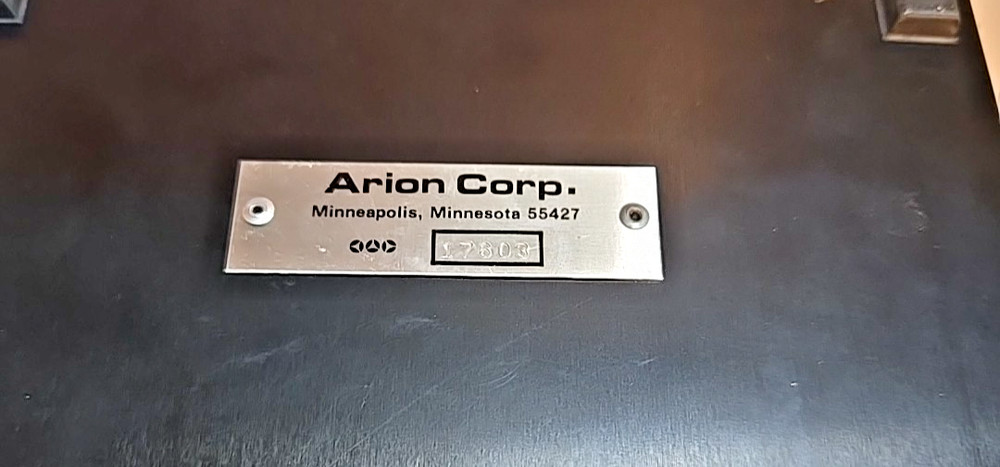 Arion Corp.
Minneapolis, Minnesota 55427
17803